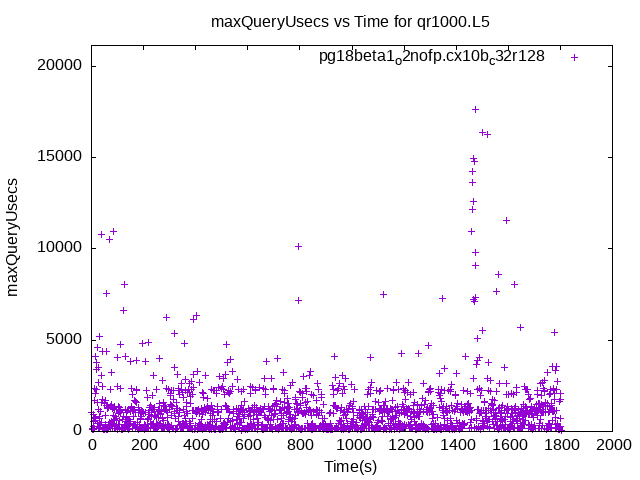 maxQueryUsecs vs Time for qr1000.L5
pg18beta1o2nofp.cx10bc32r128
maxQueryUsecs
20000
15000
10000
5000
0
0 200 400 600 800 1000 1200 1400 1600 1800 2000
Time(s)